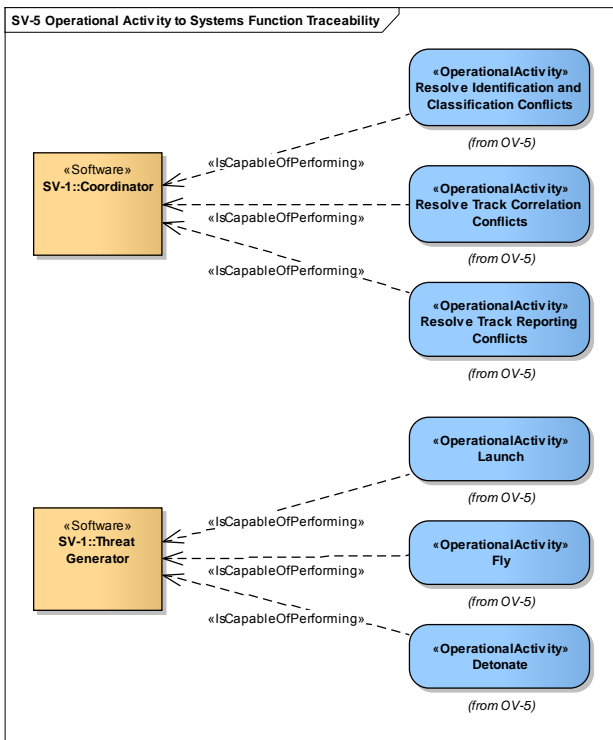 SV-5 Operational Activity to Systems Function Traceability
«OperationalActivity»
Resolve Identification and
Classification Conflicts
(from OV-5)
«IsCapableOfPerforming»
«Software»
SV-1::Coordinator
«OperationalActivity»
Resolve Track Correlation
Conflicts
(from OV-5)
«IsCapableOfPerforming»
«IsCapableOfPerforming»
«OperationalActivity»
Resolve Track Reporting
Conflicts
(from OV-5)
«OperationalActivity»
Launch
(from OV-5)
«IsCapableOfPerforming»
«Software»
SV-1::Threat
Generator
«OperationalActivity»
Fly
(from OV-5)
«IsCapableOfPerforming»
«IsCapableOfPerforming»
«OperationalActivity»
Detonate
(from OV-5)